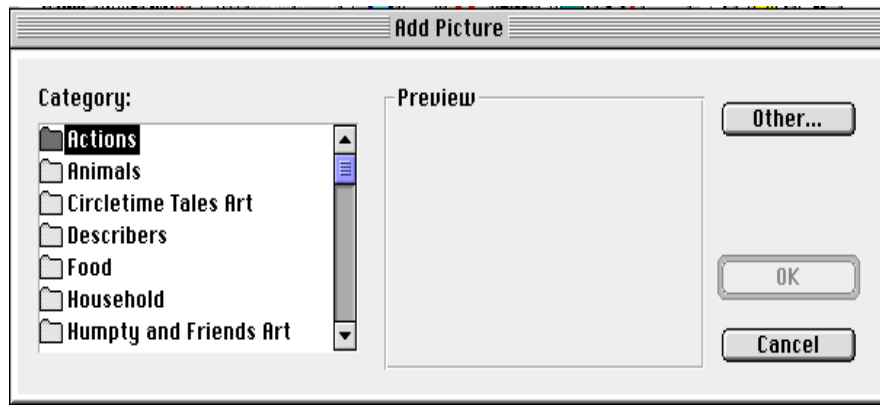 Add Picture
Category:
Actions
Animals
Circletime Tales Art
Describers
Food
Household
Humpty and Friends Art
Preview
Other...
OK
Cancel